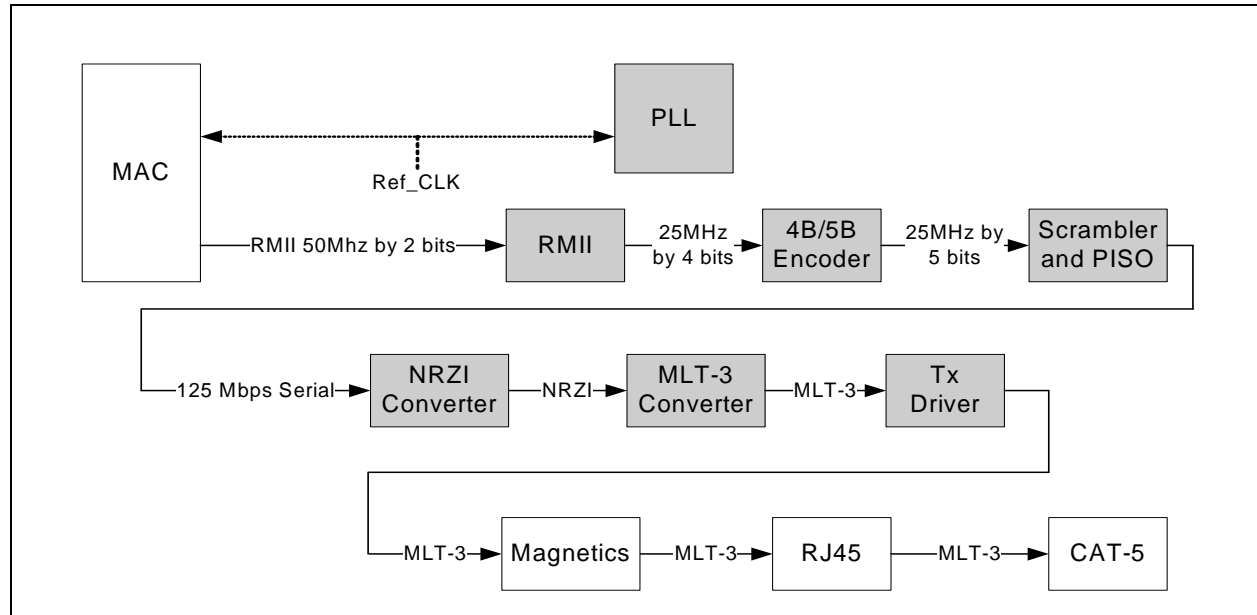 PLL
MAC
Ref_CLK
RMII 50Mhz by 2 bits
RMII
25MHz
by 4 bits
4B/5B
Encoder
25MHz by
5 bits
Scrambler
and PISO
125 Mbps Serial
NRZI
Converter
NRZI
MLT-3
Converter
MLT-3
Tx
Driver
MLT-3
Magnetics
MLT-3
RJ45
MLT-3
CAT-5